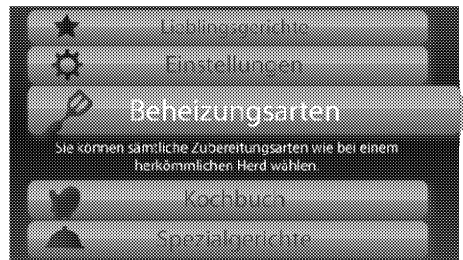 Lieblingsgerichte
Einstellungen
Beheizungsarten
Sie können sämtliche Zubereitungsarten wie bei einem
herkömmlichen Herd wählen.
Kochbuch
Spezialgerichte